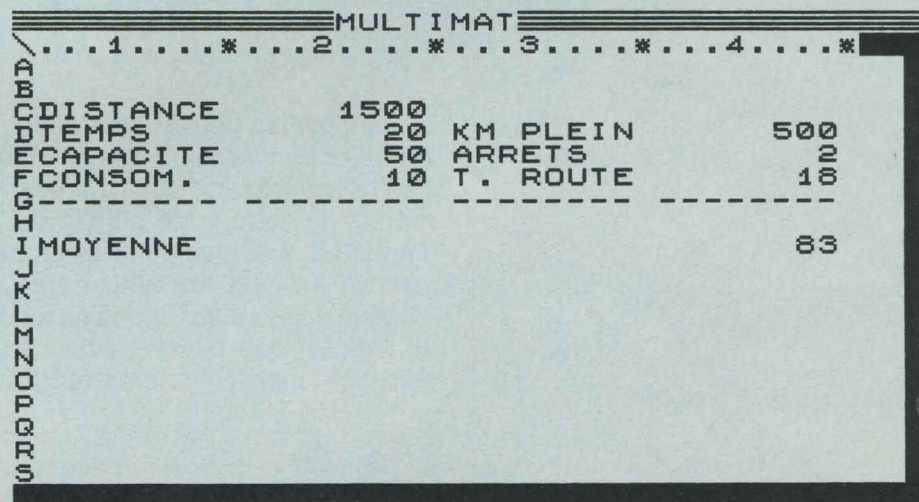 MULTIMAT
\...1....*...2....*...3....*...4....*
A
B
CDISTANCE 1500
DTEMPS 20 KM PLEIN 500
ECAPACITE 50 ARRETS 2
FCONSOM. 10 T. ROUTE 18
G--------- -------- --------- --------
H
IMOYENNE 83
J
K
L
M
N
O
P
Q
R
S